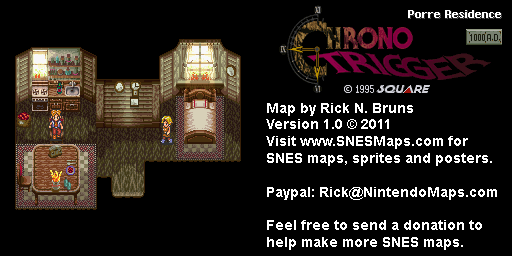 Porre Residence
1000 A.D.
CHRONO
TRIGGER
© 1995 SQUARE
Map by Rick N. Bruns
Version 1.0 © 2011
Visit www.SNESMaps.com for
SNES maps, sprites and posters.
Paypal: Rick@NintendoMaps.com
Feel free to send a donation to
help make more SNES maps.